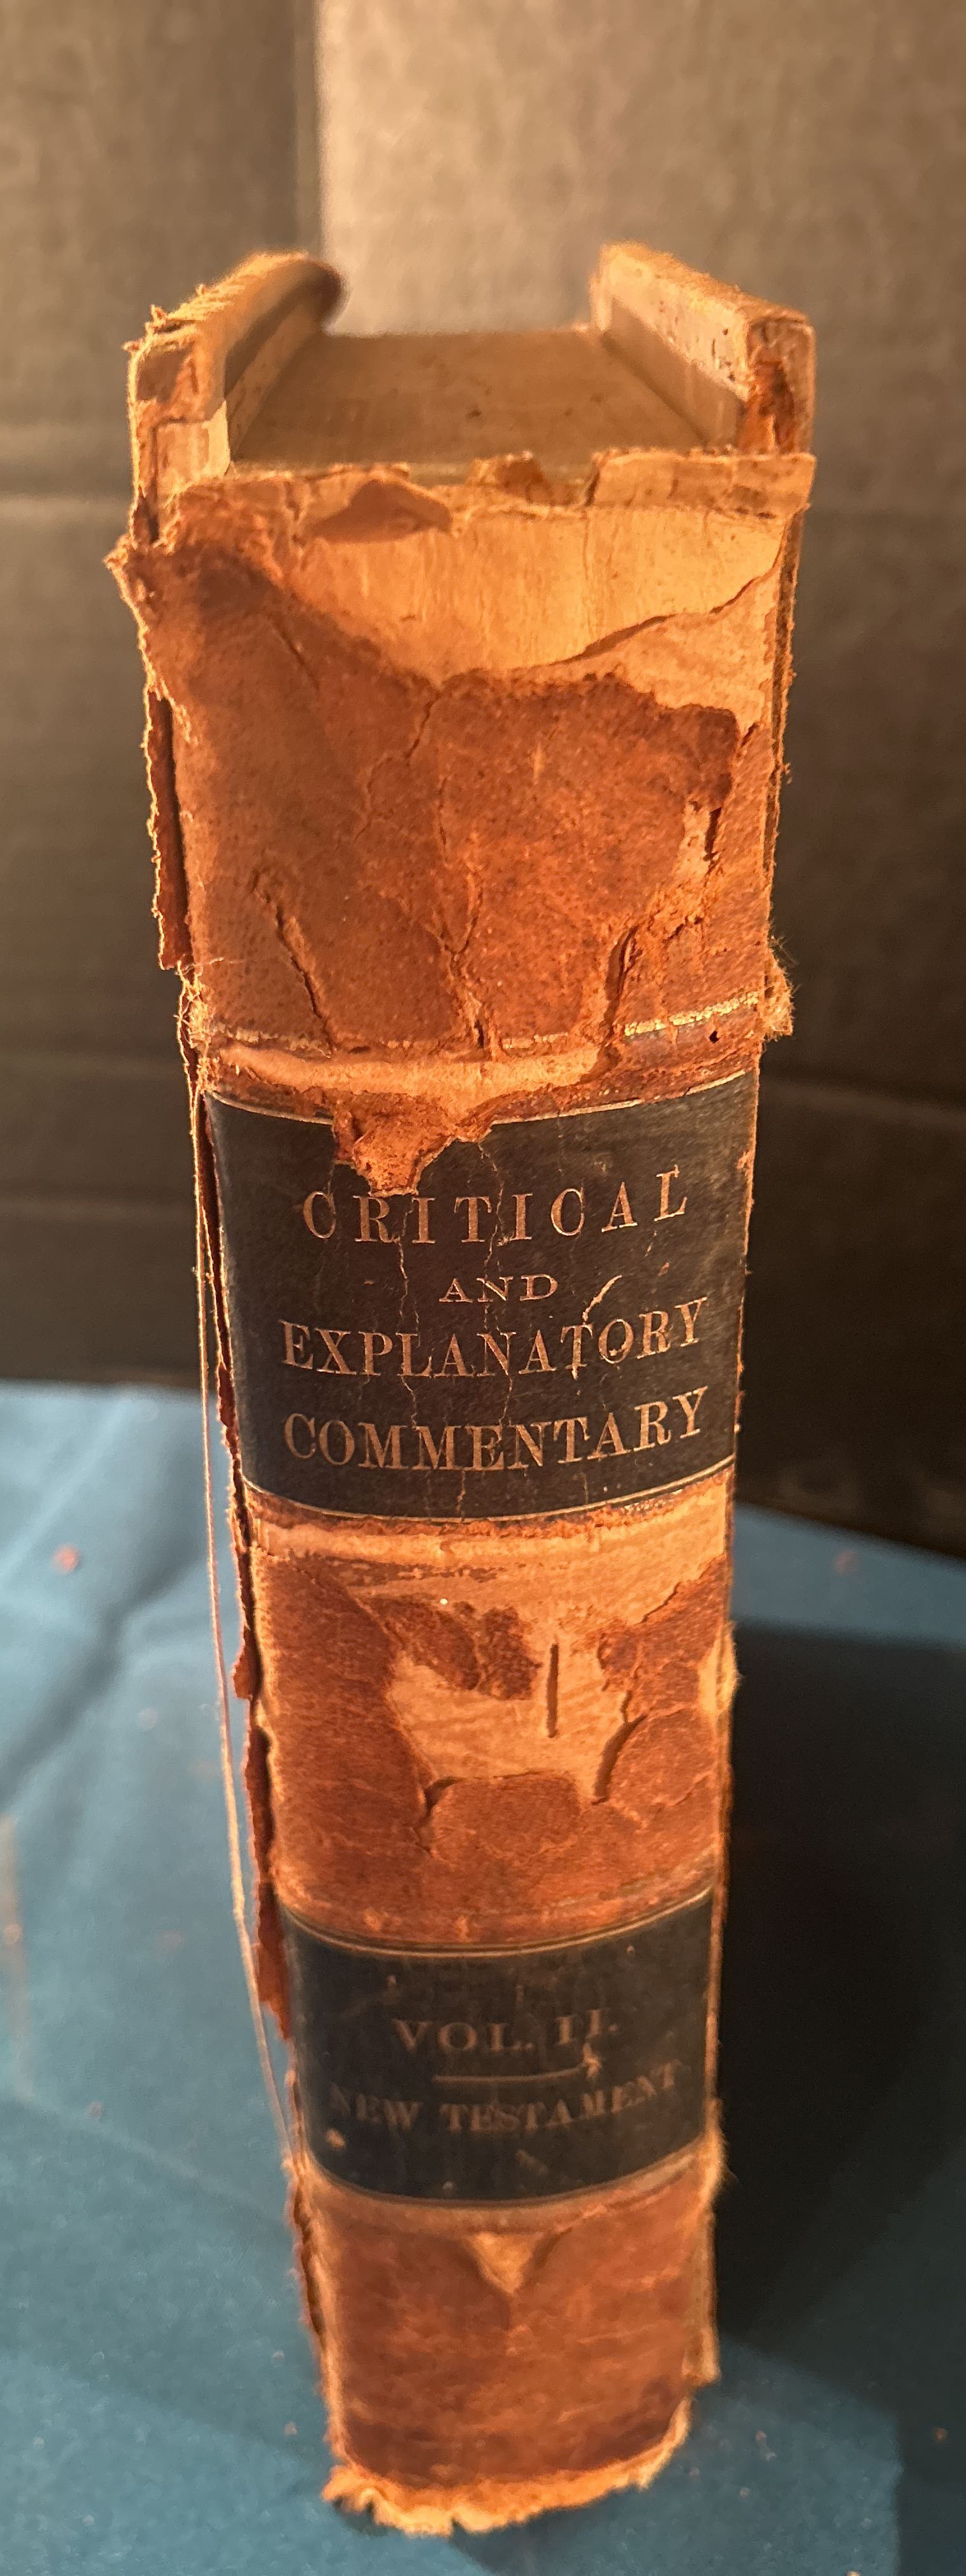 CRITICAL
AND
EXPLANATORY
COMMENTARY
VOL. II.
NEW TESTAMENT